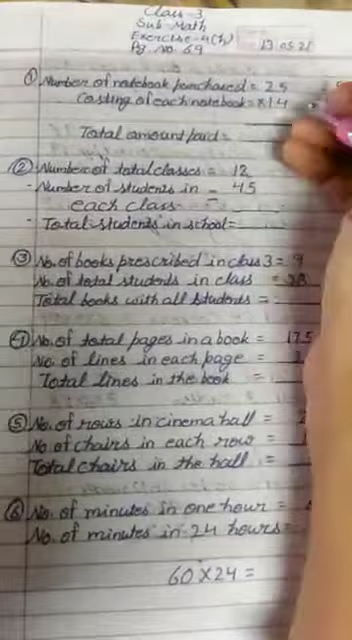 Class-3
Sub Math
Exercise-4(h)
Pg. No. 69
13.05.21
① Number of notebook purchased = 25
Costing of each notebook = ×14
Total amount paid =
② Number of total classes = 12
- Number of students in = 45
each class
- Total students in school =
③ No. of books prescribed in class 3 = 9
No. of total students in class =
Total books with all students =
④ No. of total pages in a book = 175
No. of lines in each page =
Total lines in the book =
⑤ No. of rows in cinema hall =
No. of chairs in each row =
Total chairs in the hall =
⑥ No. of minutes in one hour =
No. of minutes in 24 hours =
60 × 24 =